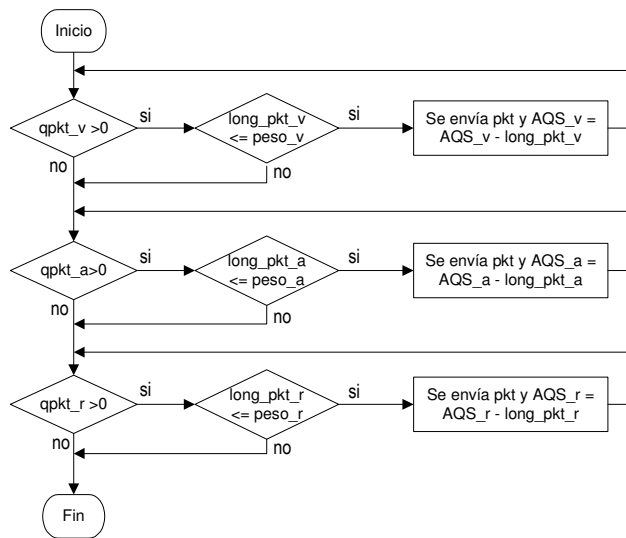 Inicio
qpkt_v >0
si
long_pkt_v
<= peso_v
si
Se envía pkt y AQS_v =
AQS_v - long_pkt_v
no
no
qpkt_a>0
si
long_pkt_a
<= peso_a
si
Se envía pkt y AQS_a =
AQS_a - long_pkt_a
no
no
qpkt_r >0
si
long_pkt_r
<= peso_r
si
Se envía pkt y AQS_r =
AQS_r - long_pkt_r
no
no
Fin